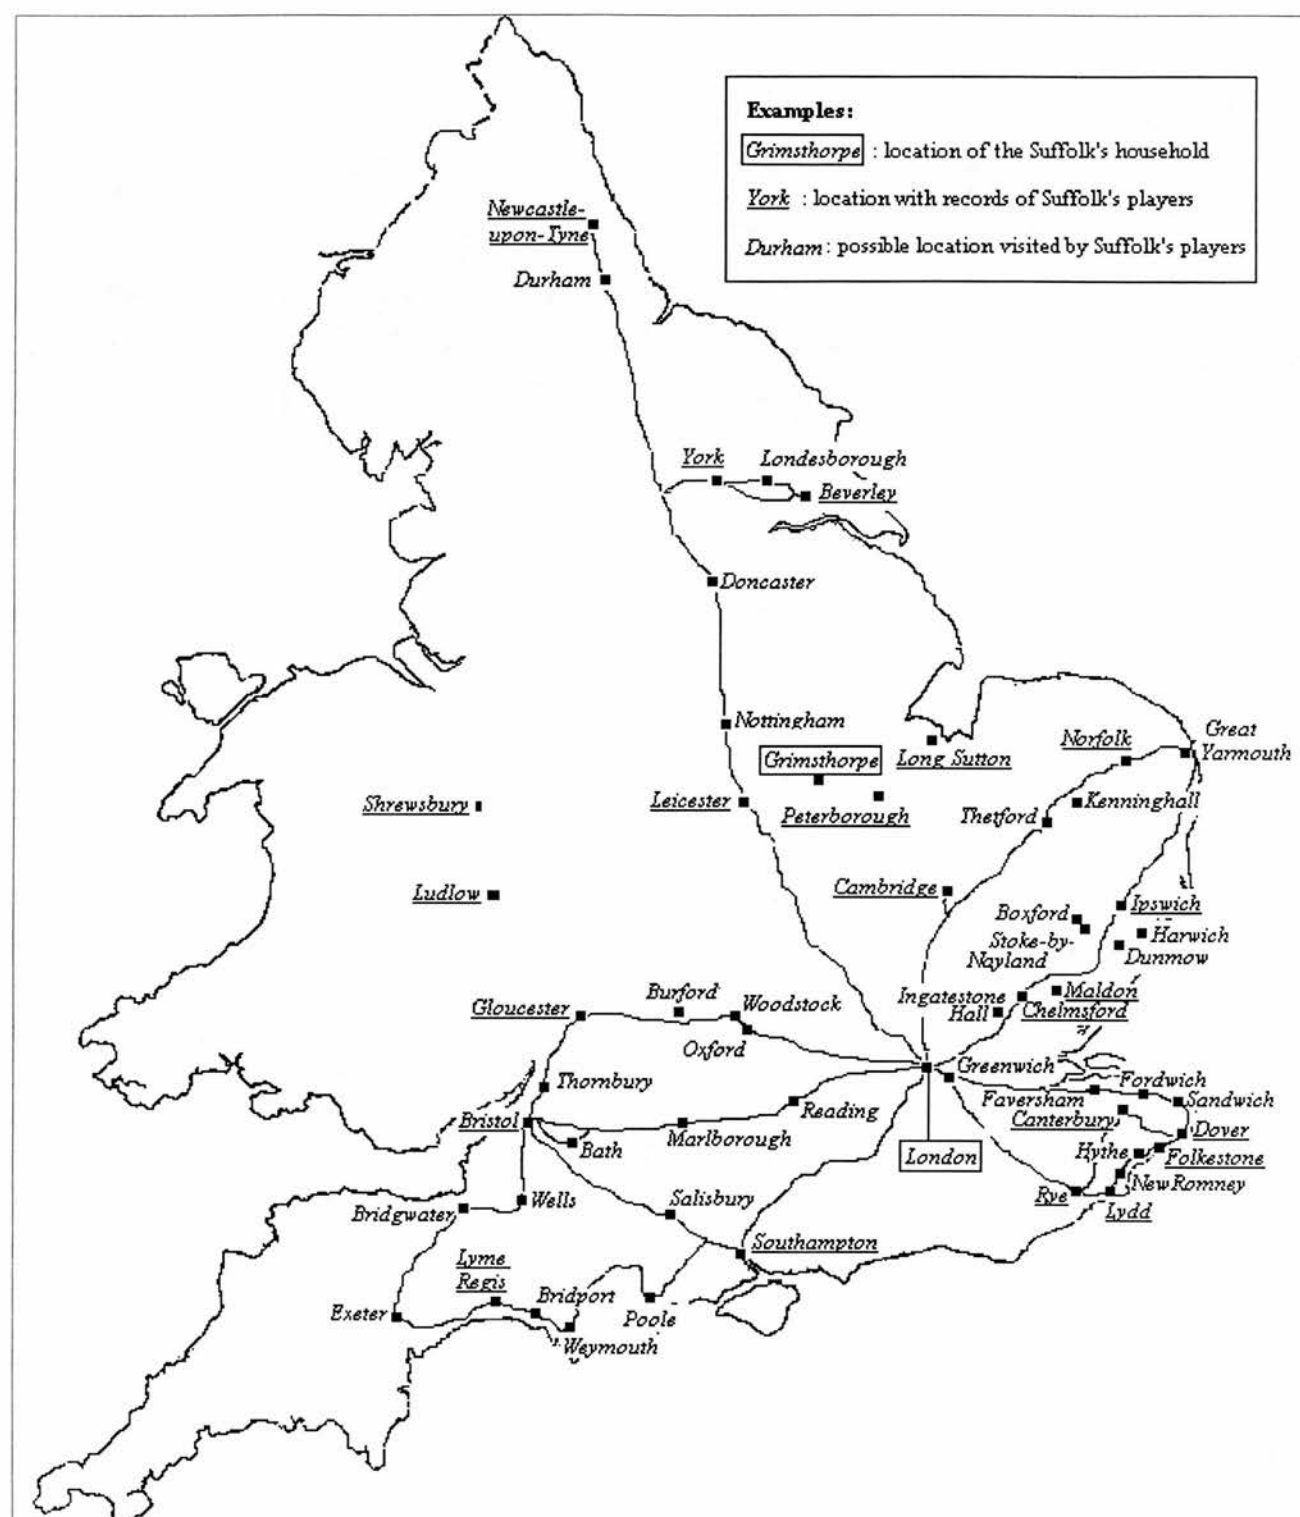 Examples:
Grimsthorpe : location of the Suffolk's household
York : location with records of Suffolk's players
Durham : possible location visited by Suffolk's players
Newcastle-
upon-Tyne
Durham
York
Londesborough
Beverley
Doncaster
Nottingham
Grimsthorpe
Long Sutton
Norfolk
Great
Yarmouth
Shrewsbury
Leicester
Peterborough
Thetford
Kenninghall
Ludlow
Cambridge
Boxford
Ipswich
Stoke-by-
Nayland
Harwich
Dunmow
Gloucester
Burford
Woodstock
Ingatestone
Hall
Maldon
Chelmsford
Oxford
Thornbury
Greenwich
Reading
Faversham
Fordwich
Sandwich
Bristol
Bath
Marlborough
Canterbury
Dover
London
Hythe
Folkestone
Bridgwater
Wells
Salisbury
Rye
New Romney
Lydd
Lyme
Regis
Southampton
Exeter
Bridport
Weymouth
Poole